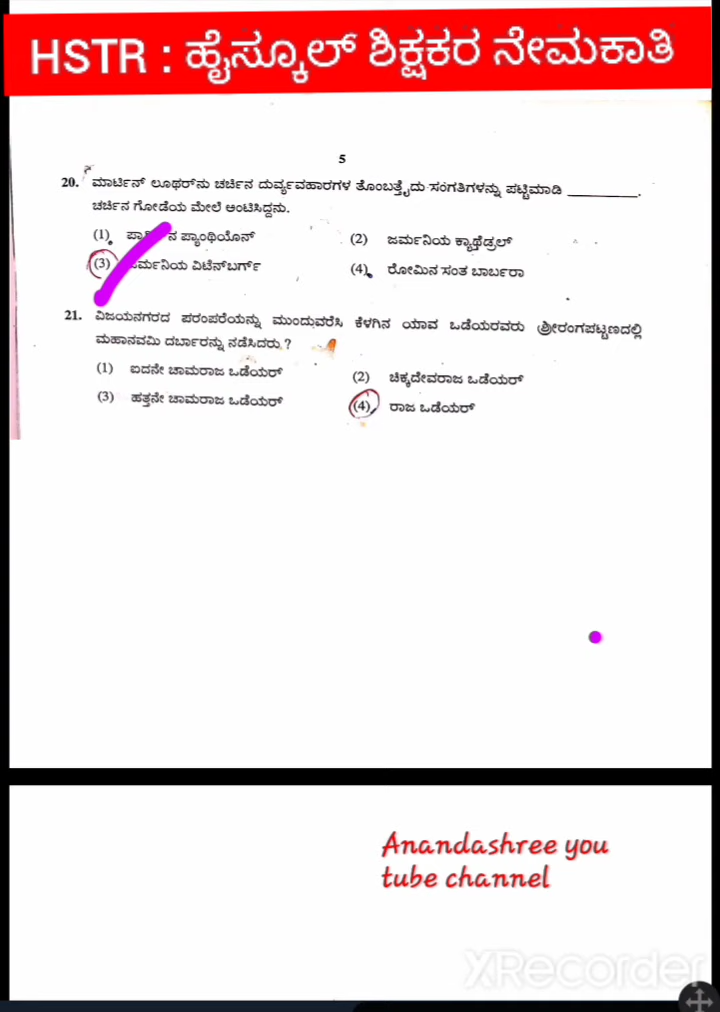 HSTR : ಹೈಸ್ಕೂಲ್ ಶಿಕ್ಷಕರ ನೇಮಕಾತಿ
5
20. ಮಾರ್ಟಿನ್ ಲೂಥರ್‌ನು ಚರ್ಚಿನ ದುರ್ವ್ಯವಹಾರಗಳ ತೊಂಬತ್ತೈದು ಸಂಗತಿಗಳನ್ನು ಪಟ್ಟಿಮಾಡಿ ________.
ಚರ್ಚಿನ ಗೋಡೆಯ ಮೇಲೆ ಅಂಟಿಸಿದ್ದನು.
(1) ಪ್ಯಾಂಥಿಯೊನ್ (2) ಜರ್ಮನಿಯ ಕ್ಯಾಥೆಡ್ರಲ್
(3) ವಿಟೆನ್‌ಬರ್ಗ್ (4) ರೋಮಿನ ಸಂತ ಬಾರ್ಬರಾ
21. ವಿಜಯನಗರದ ಪರಂಪರೆಯನ್ನು ಮುಂದುವರೆಸಿ ಕೆಳಗಿನ ಯಾವ ಒಡೆಯರವರು ಶ್ರೀರಂಗಪಟ್ಟಣದಲ್ಲಿ
ಮಹಾನವಮಿ ದರ್ಬಾರನ್ನು ನಡೆಸಿದರು ?
(1) ಐದನೇ ಚಾಮರಾಜ ಒಡೆಯರ್ (2) ಚಿಕ್ಕದೇವರಾಜ ಒಡೆಯರ್
(3) ಹತ್ತನೇ ಚಾಮರಾಜ ಒಡೆಯರ್ (4) ರಾಜ ಒಡೆಯರ್
Anandashree you
tube channel
XRecorder